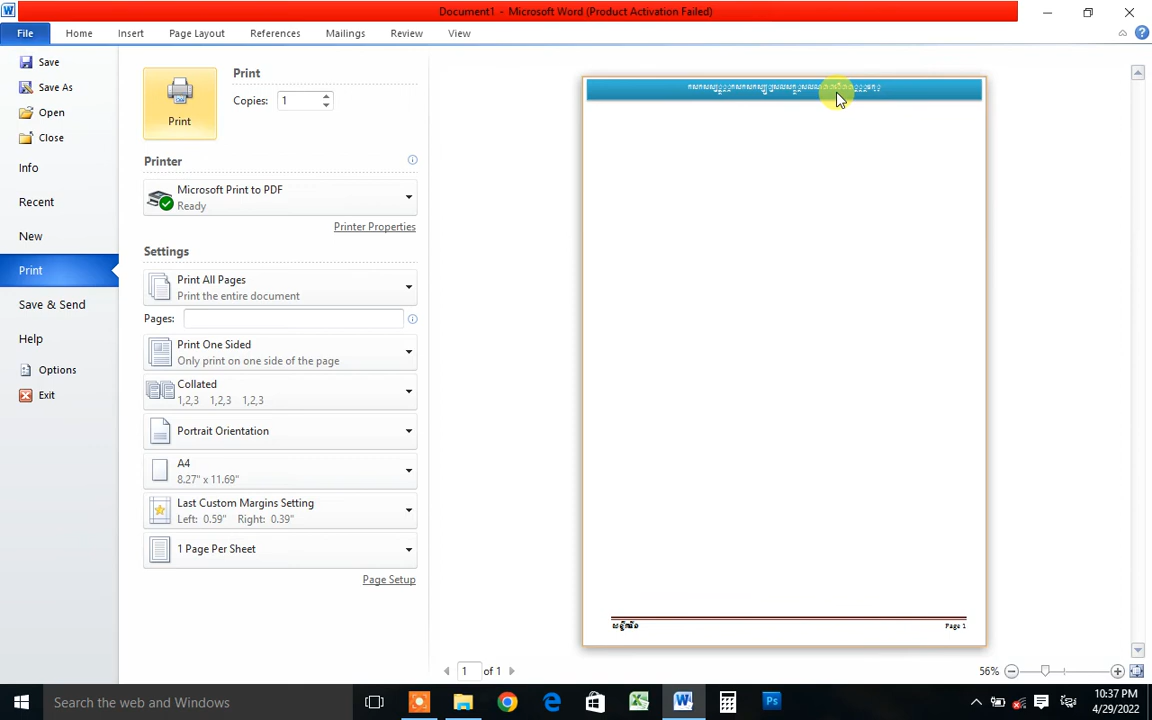 Document1 - Microsoft Word (Product Activation Failed)
File Home Insert Page Layout References Mailings Review View
Save
Save As
Open
Close
Info
Recent
New
Print
Save & Send
Help
Options
Exit
Print
Print
Copies: 1
Printer
Microsoft Print to PDF
Ready
Printer Properties
Settings
Print All Pages
Print the entire document
Pages:
Print One Sided
Only print on one side of the page
Collated
1,2,3 1,2,3 1,2,3
Portrait Orientation
A4
8.27" x 11.69"
Last Custom Margins Setting
Left: 0.59" Right: 0.39"
1 Page Per Sheet
Page Setup
Page 1
1 of 1
56%
Search the web and Windows
10:37 PM
4/29/2022